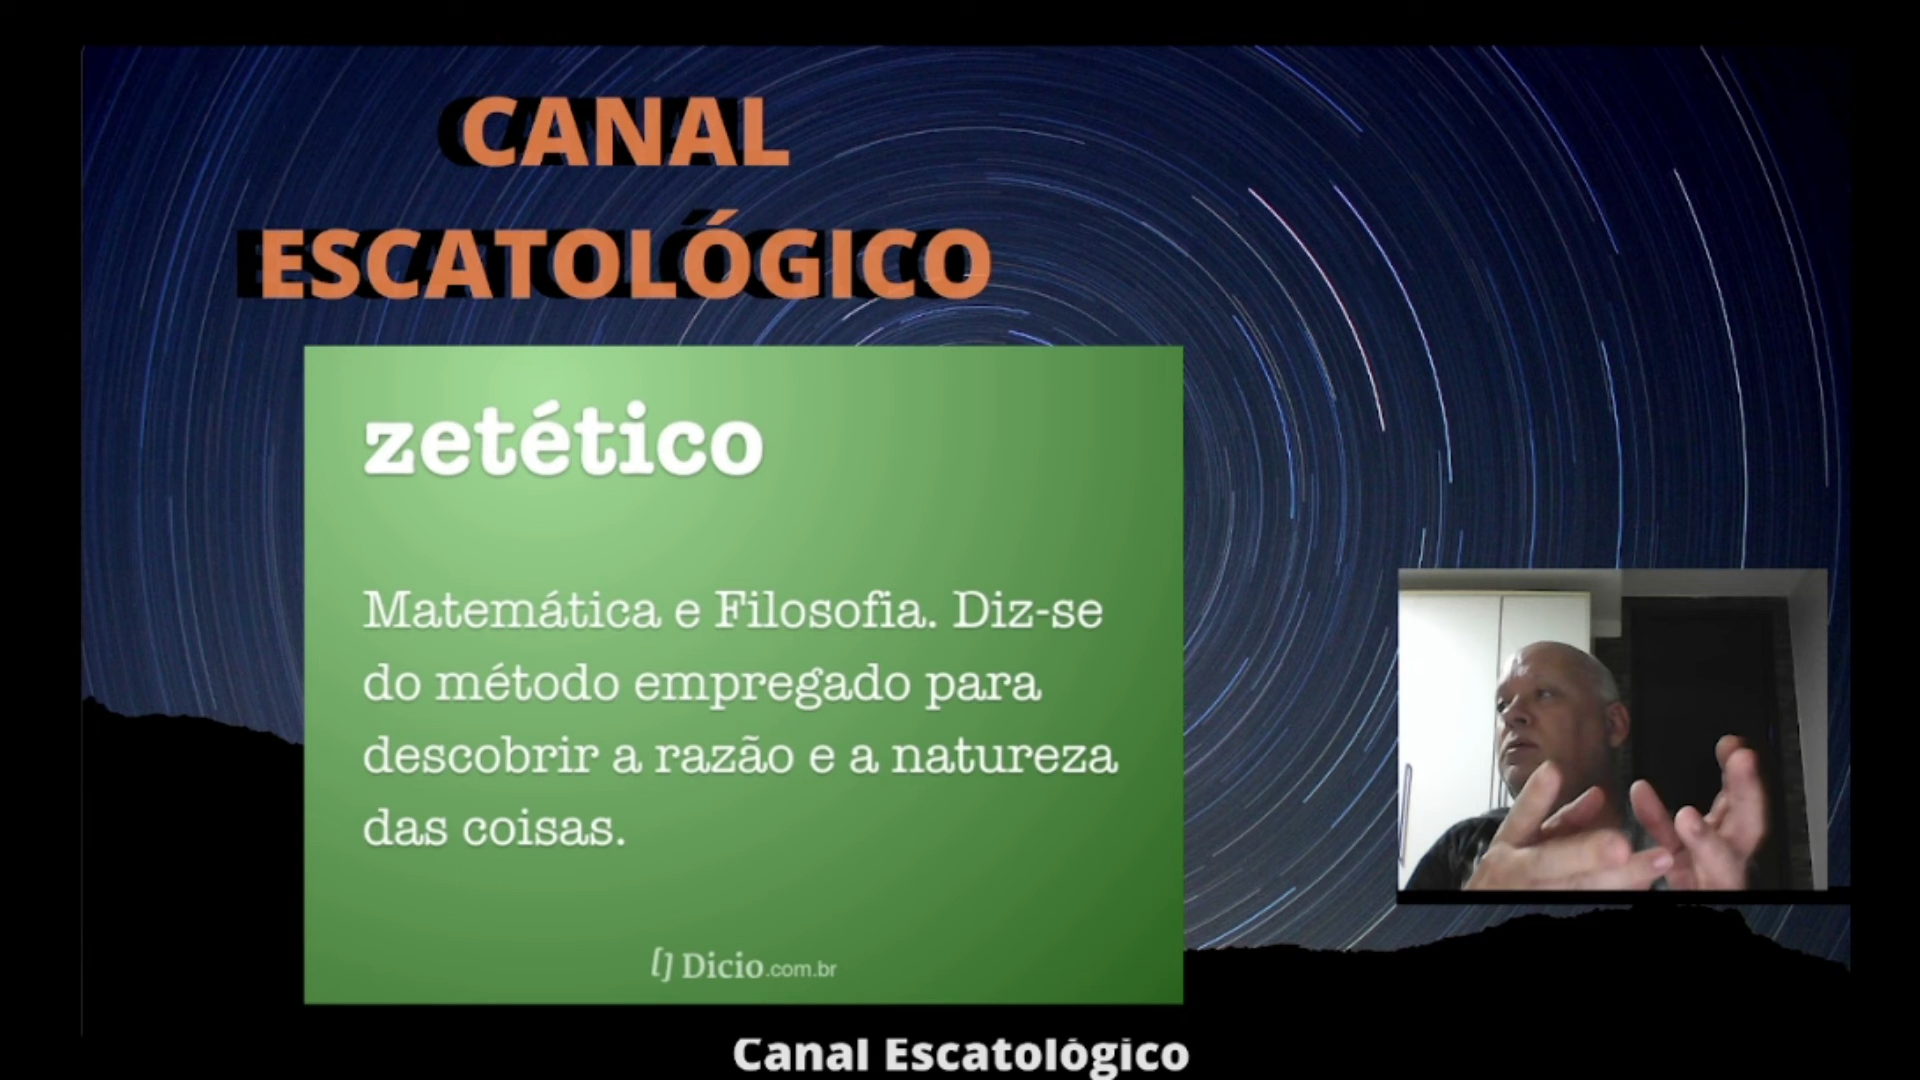 CANAL
ESCATOLÓGICO
zetético
Matemática e Filosofia. Diz-se
do método empregado para
descobrir a razão e a natureza
das coisas.
[] Dicio.com.br
Canal Escatológico